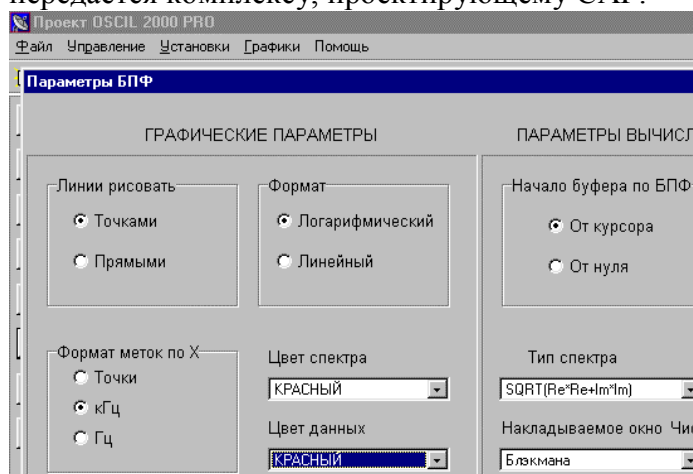 передается комплексу, проектирующему САР.
Проект OSCIL 2000 PRO
Файл Управление Установки Графики Помощь
Параметры БПФ
ГРАФИЧЕСКИЕ ПАРАМЕТРЫ ПАРАМЕТРЫ ВЫЧИСЛ
Линии рисовать Формат Начало буфера по БПФ
Точками Логарифмический От курсора
Прямыми Линейный От нуля
Формат меток по X Цвет спектра Тип спектра
Точки
КРАСНЫЙ SQRT(Re*Re+Im*Im)
кГц
Цвет данных Накладываемое окно Чис
Гц
КРАСНЫЙ Блэкмана